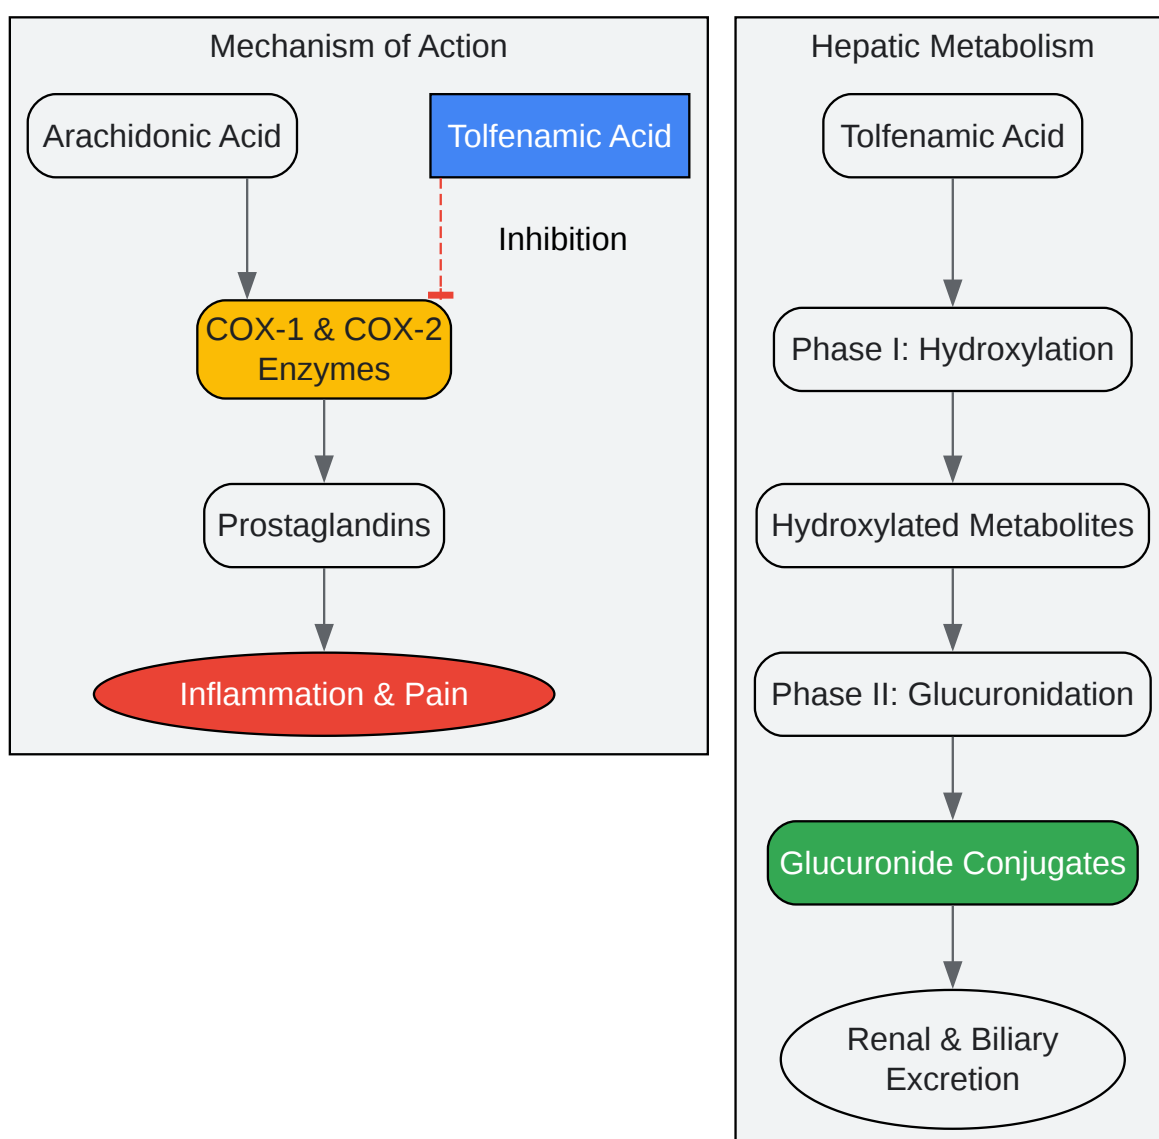 Mechanism of Action
Arachidonic Acid
Tolfenamic Acid
Inhibition
COX-1 & COX-2
Enzymes
Prostaglandins
Inflammation & Pain
Hepatic Metabolism
Tolfenamic Acid
Phase I: Hydroxylation
Hydroxylated Metabolites
Phase II: Glucuronidation
Glucuronide Conjugates
Renal & Biliary
Excretion